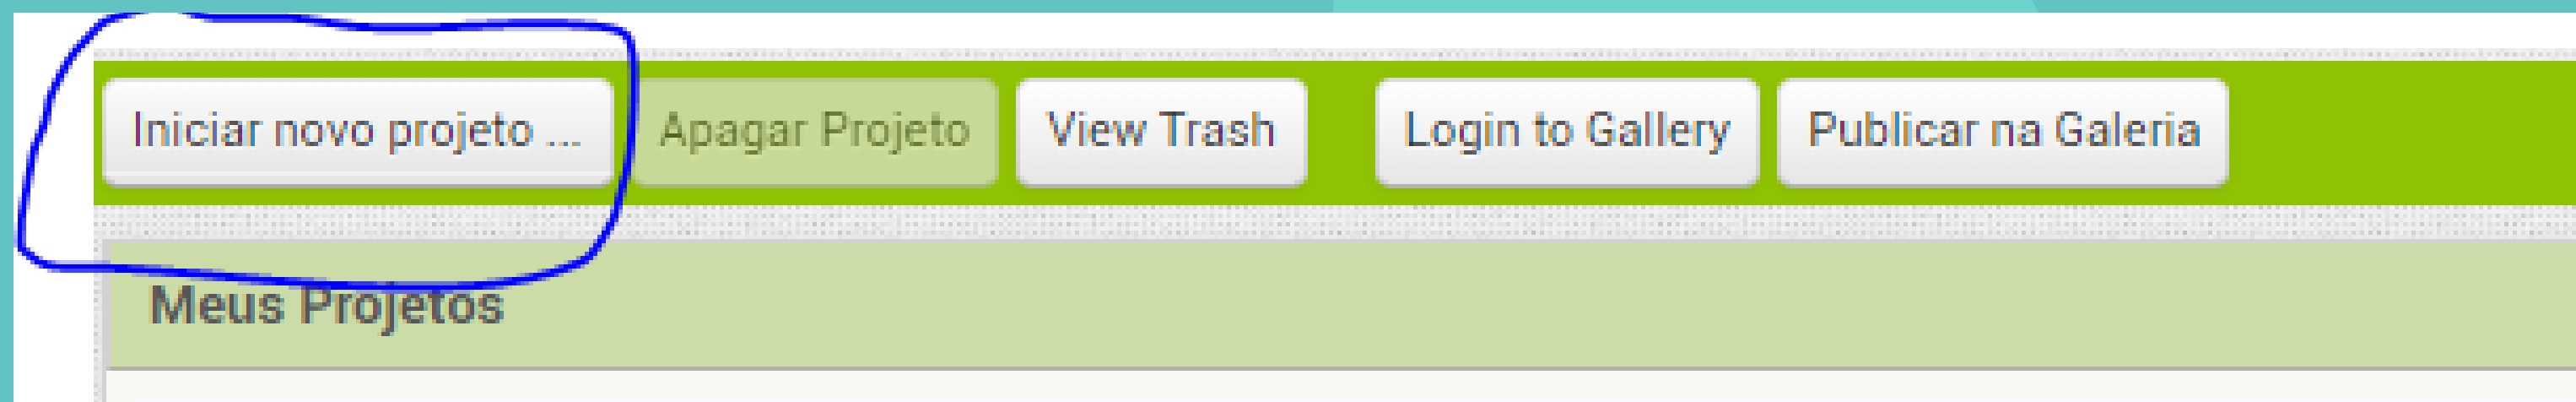 Iniciar novo projeto ... Apagar Projeto View Trash Login to Gallery Publicar na Galeria
Meus Projetos